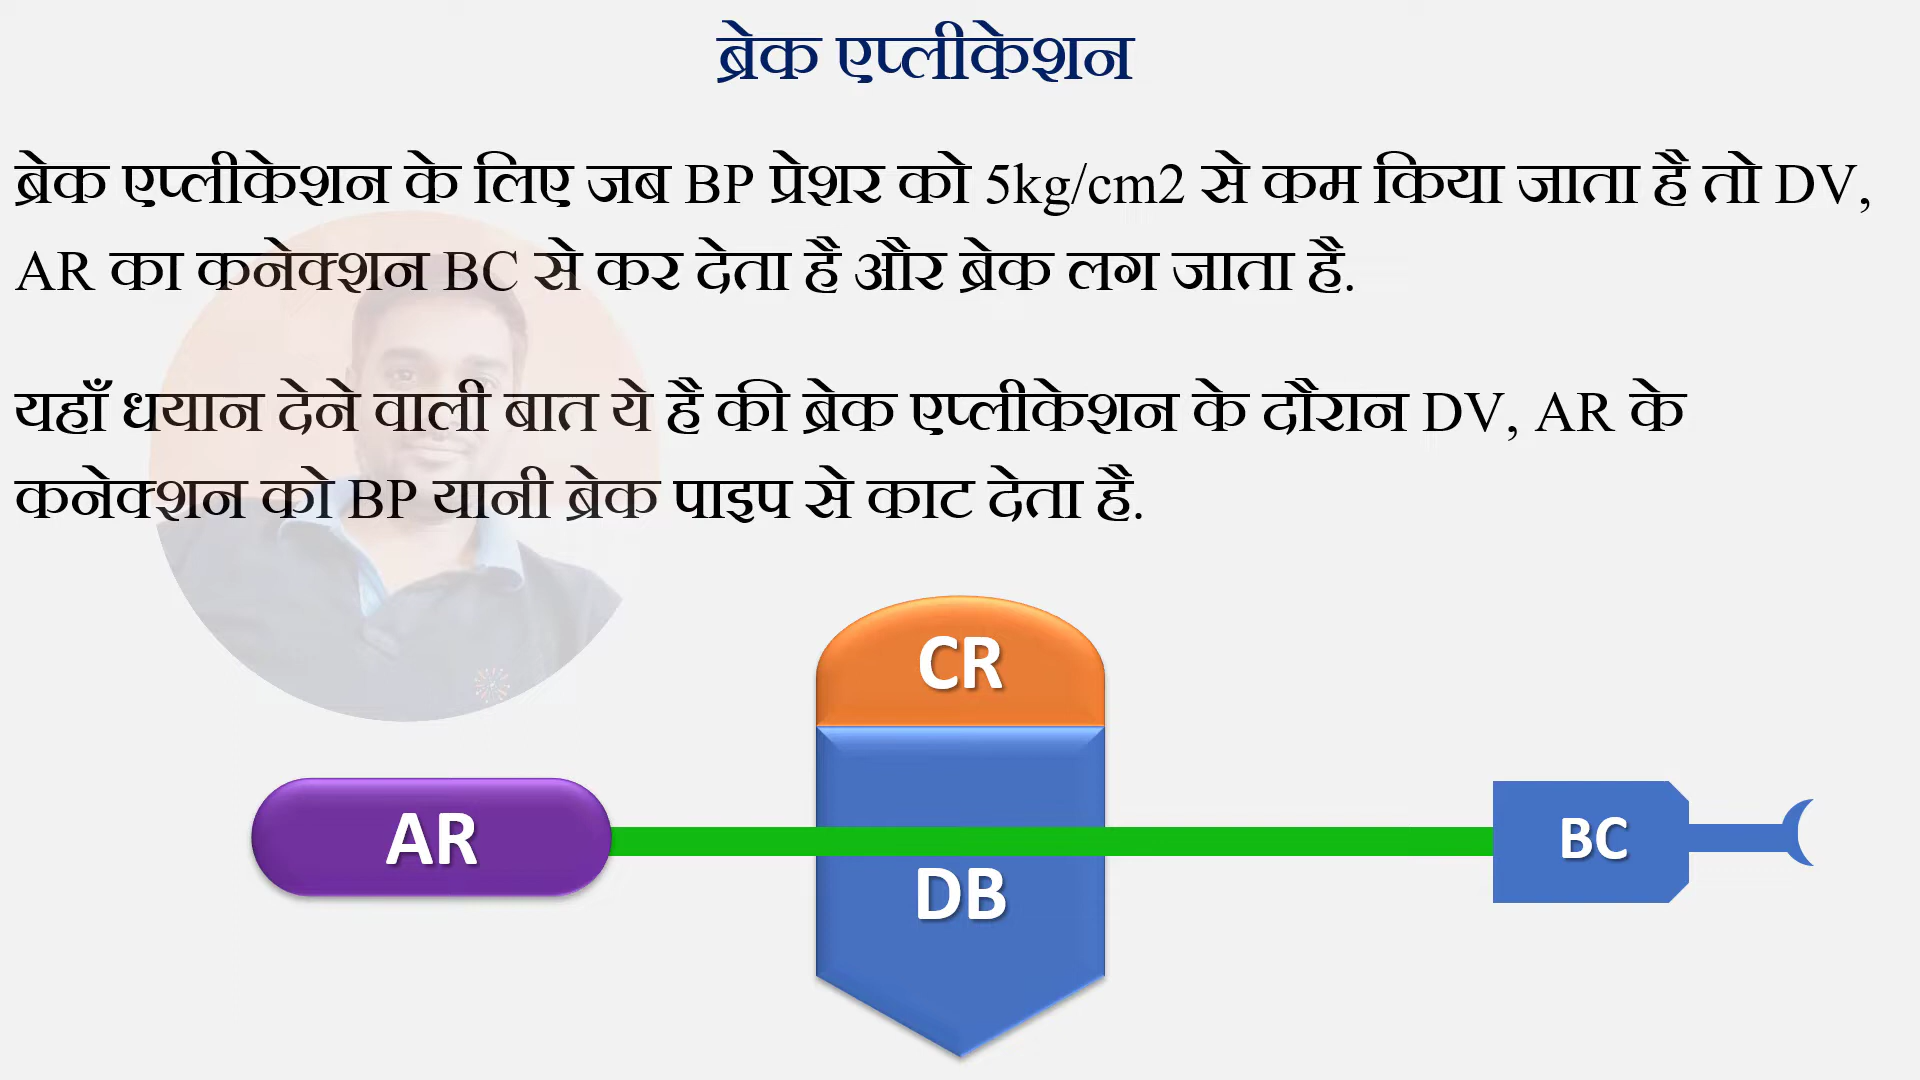 ब्रेक एप्लीकेशन
ब्रेक एप्लीकेशन के लिए जब BP प्रेशर को 5kg/cm2 से कम किया जाता है तो DV,
AR का कनेक्शन BC से कर देता है और ब्रेक लग जाता है.
यहाँ धयान देने वाली बात ये है की ब्रेक एप्लीकेशन के दौरान DV, AR के
कनेक्शन को BP यानी ब्रेक पाइप से काट देता है.
CR
AR
BC
DB